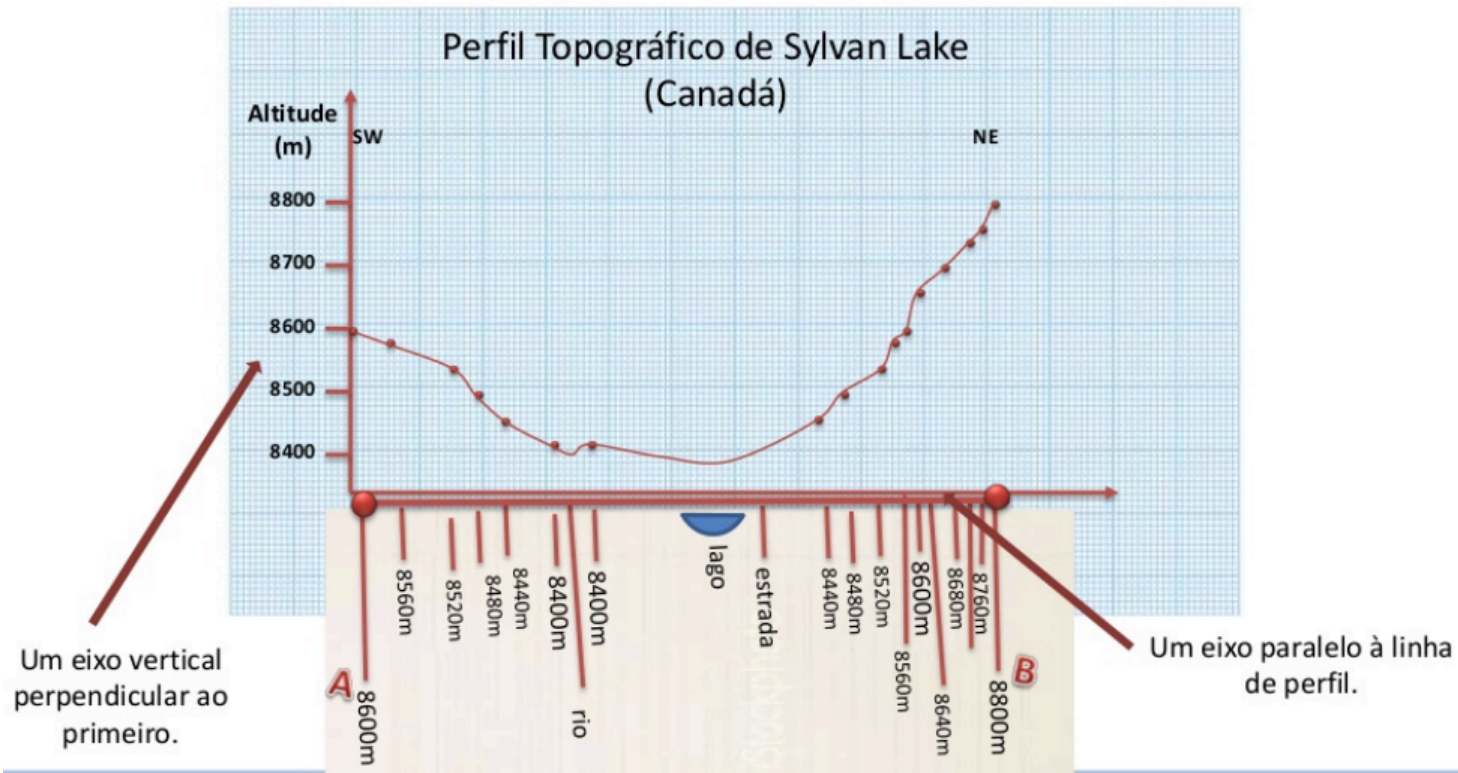 Perfil Topográfico de Sylvan Lake
(Canadá)
Altitude
(m)
SW
NE
8800
8700
8600
8500
8400
8560m
8520m
8480m
8440m
8400m
8400m
lago
estrada
8440m
8480m
8520m
8600m
8680m
8760m
8560m
8640m
A
8600m
rio
B
8800m
Um eixo vertical
perpendicular ao
primeiro.
Um eixo paralelo à linha
de perfil.